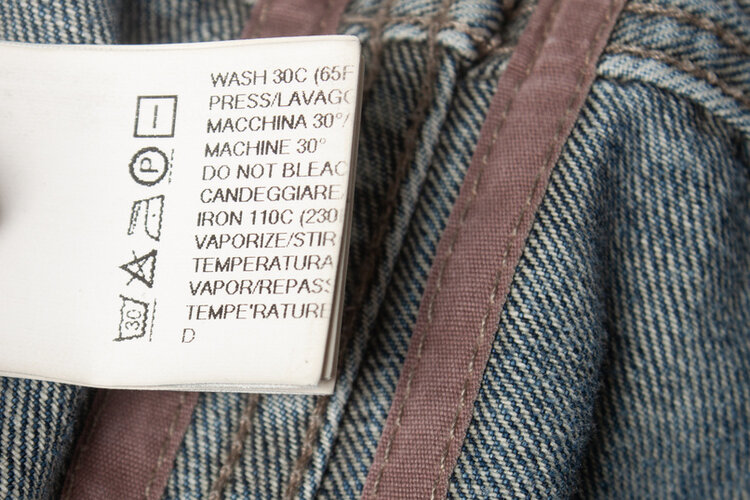 WASH 30C (65F
PRESS/LAVAGG
MACCHINA 30°/
MACHINE 30°
DO NOT BLEAC
CANDEGGIARE
IRON 110C (230
VAPORIZE/STIR
TEMPERATURA
VAPOR/REPASS
TEMPE'RATURE
D
P
30